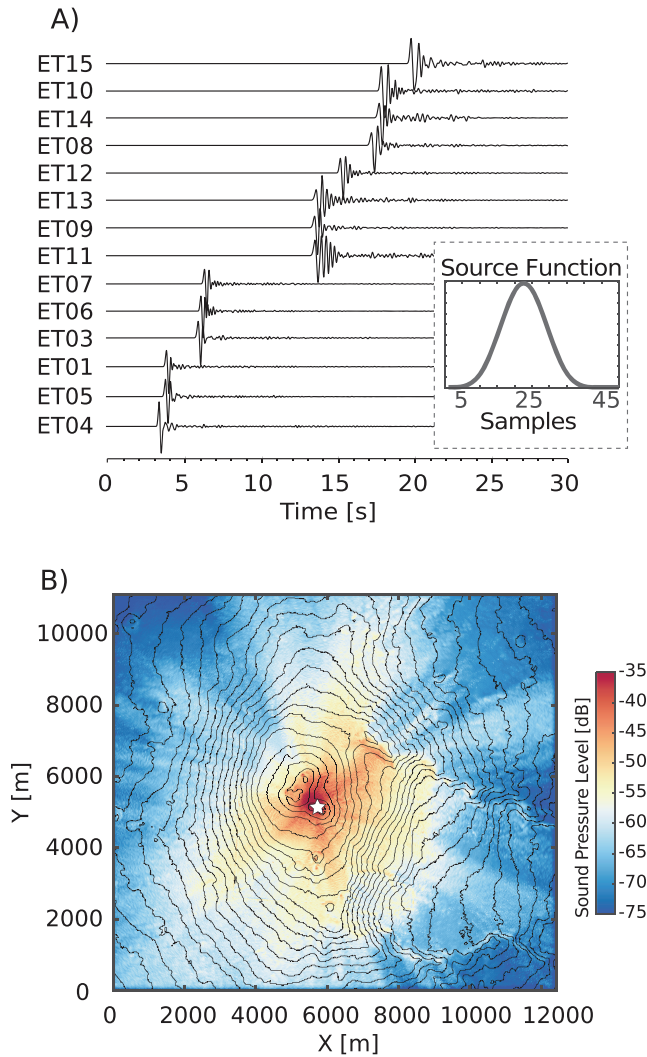 A)
ET15
ET10
ET14
ET08
ET12
ET13
ET09
ET11
ET07
ET06
ET03
ET01
ET05
ET04
Source Function
5 25 45
Samples
0 5 10 15 20 25 30
Time [s]
B)
10000
8000
6000
4000
2000
0
Y [m]
0 2000 4000 6000 8000 10000 12000
X [m]
-35
-40
-45
-50
-55
-60
-65
-70
-75
Sound Pressure Level [dB]